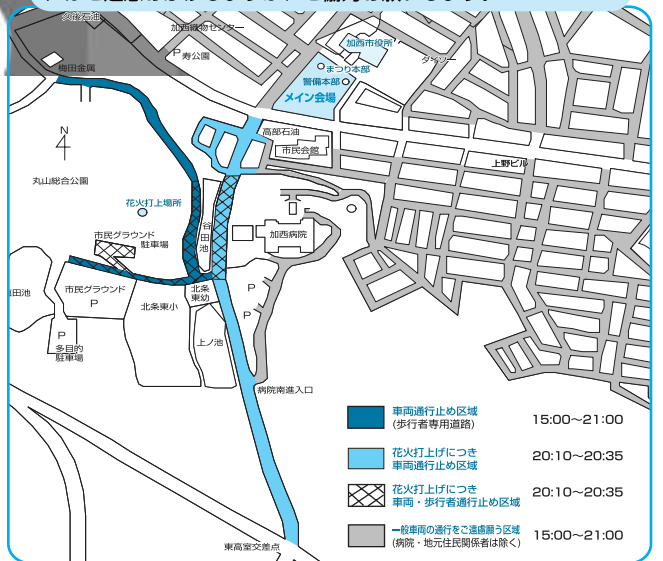 加西織物センター
P 寿公園
加西市役所
ダイソー
まつり本部
警備本部
メイン会場
梅田金属
高部石油
市民会館
上野ビル
N
丸山総合公園
花火打上場所
谷田池
加西病院
市民グラウンド
駐車場
市民グラウンド
P
北条東小
北条
東幼
P
P
P
多目的
駐車場
上ノ池
病院南進入口
東高室交差点
車両通行止め区域
(歩行者専用道路)
15:00〜21:00
花火打上げにつき
車両通行止め区域
20:10〜20:35
花火打上げにつき
車両・歩行者通行止め区域
20:10〜20:35
一般車両の通行をご遠慮願う区域
(病院・地元住民関係者は除く)
15:00〜21:00